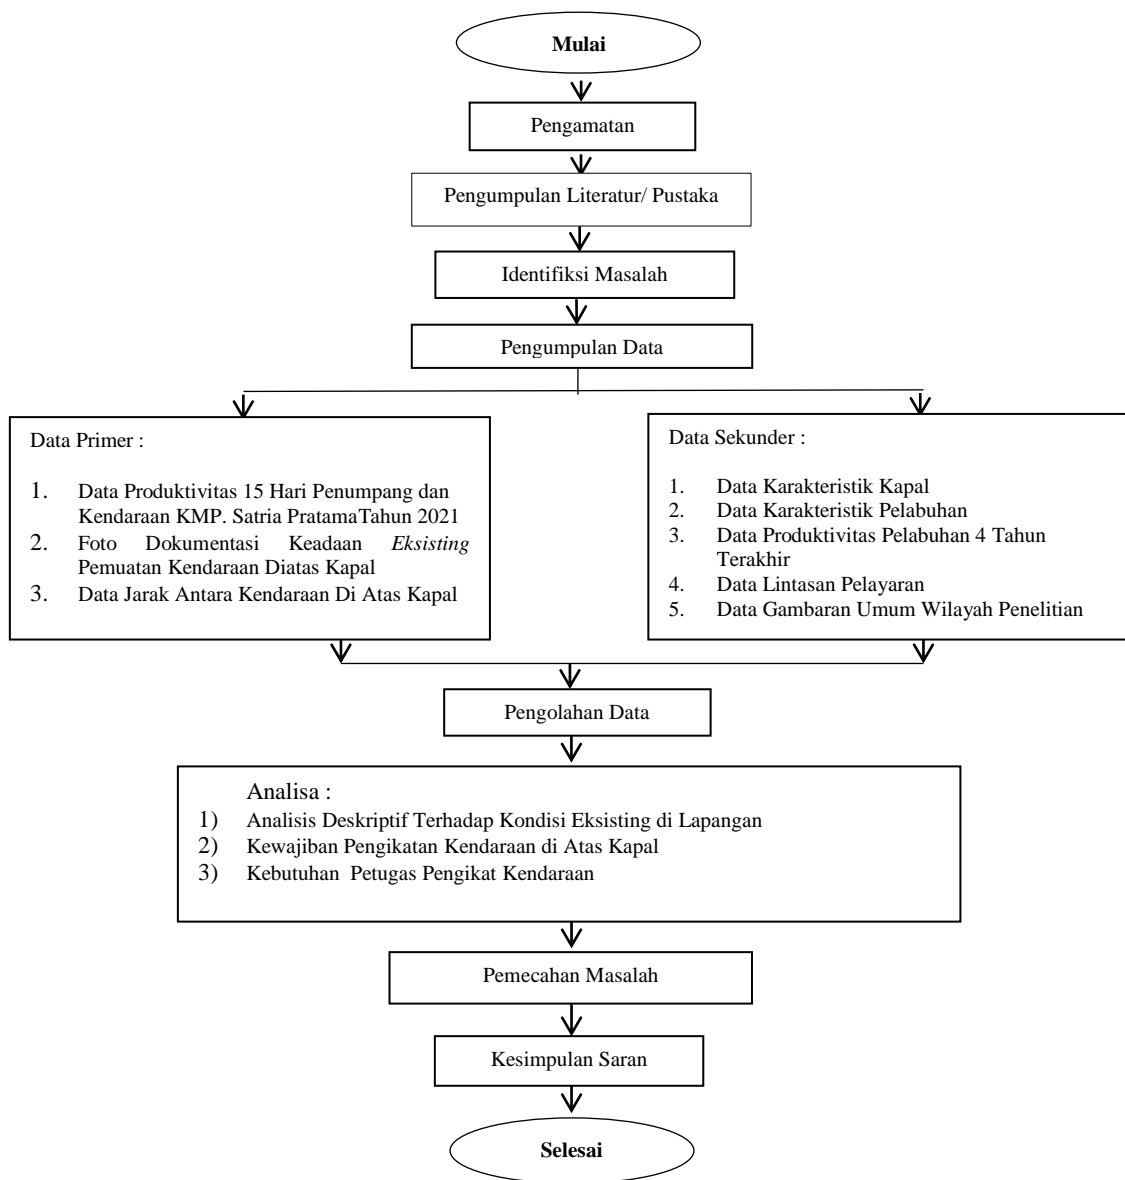 Mulai
Pengamatan
Pengumpulan Literatur/ Pustaka
Identifiksi Masalah
Pengumpulan Data
Data Primer :
1. Data Produktivitas 15 Hari Penumpang dan
Kendaraan KMP. Satria PratamaTahun 2021
2. Foto Dokumentasi Keadaan Eksisting
Pemuatan Kendaraan Diatas Kapal
3. Data Jarak Antara Kendaraan Di Atas Kapal
Data Sekunder :
1. Data Karakteristik Kapal
2. Data Karakteristik Pelabuhan
3. Data Produktivitas Pelabuhan 4 Tahun
Terakhir
4. Data Lintasan Pelayaran
5. Data Gambaran Umum Wilayah Penelitian
Pengolahan Data
Analisa :
1) Analisis Deskriptif Terhadap Kondisi Eksisting di Lapangan
2) Kewajiban Pengikatan Kendaraan di Atas Kapal
3) Kebutuhan Petugas Pengikat Kendaraan
Pemecahan Masalah
Kesimpulan Saran
Selesai